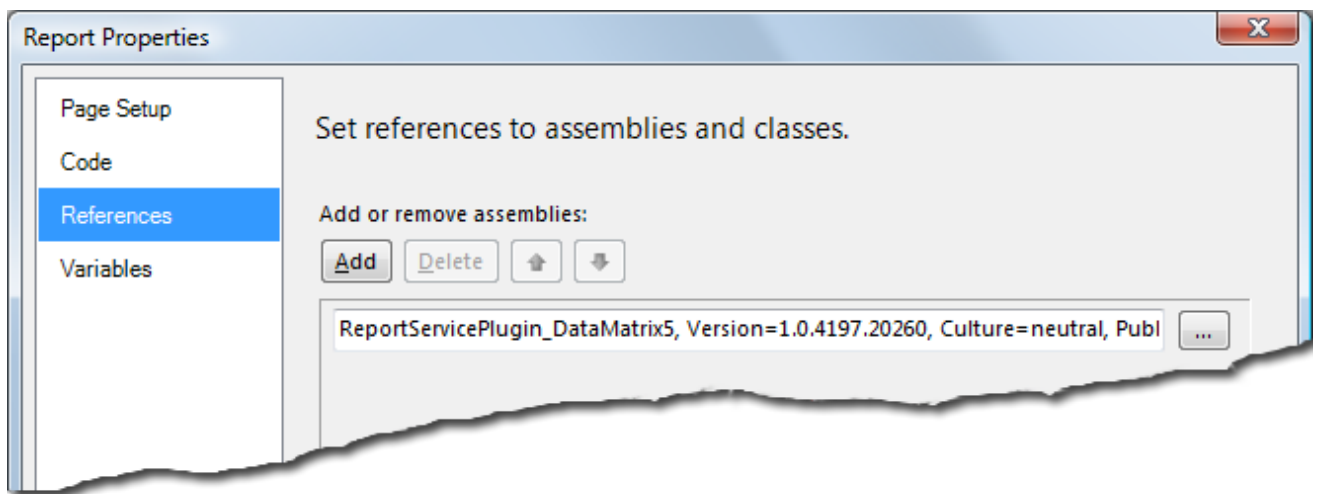 Report Properties
Page Setup
Code
References
Variables
Set references to assemblies and classes.
Add or remove assemblies:
Add Delete
ReportServicePlugin_DataMatrix5, Version=1.0.4197.20260, Culture=neutral, Publ ...